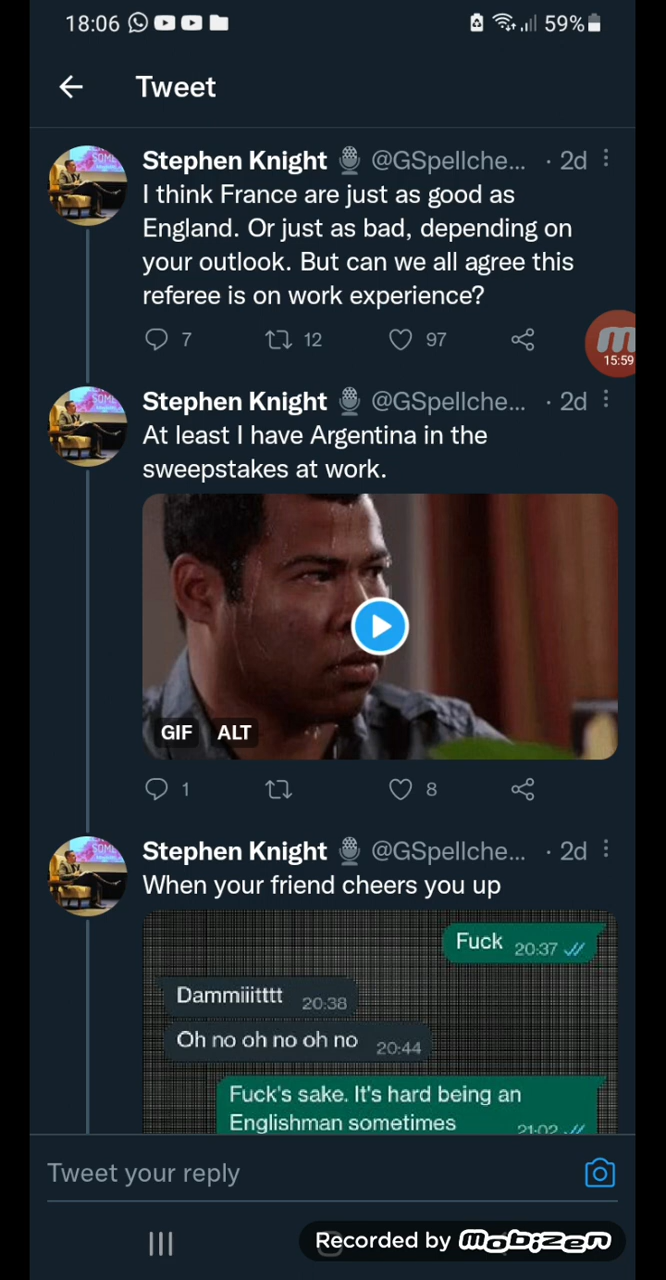 18:06 59%
Tweet
Stephen Knight @GSpellche... · 2d
I think France are just as good as
England. Or just as bad, depending on
your outlook. But can we all agree this
referee is on work experience?
7 12 97
15:59
Stephen Knight @GSpellche... · 2d
At least I have Argentina in the
sweepstakes at work.
GIF ALT
1 8
Stephen Knight @GSpellche... · 2d
When your friend cheers you up
Fuck 20:37
Dammiiitttt 20:38
Oh no oh no oh no 20:44
Fuck's sake. It's hard being an
Englishman sometimes 21:02
Tweet your reply
Recorded by mobizen